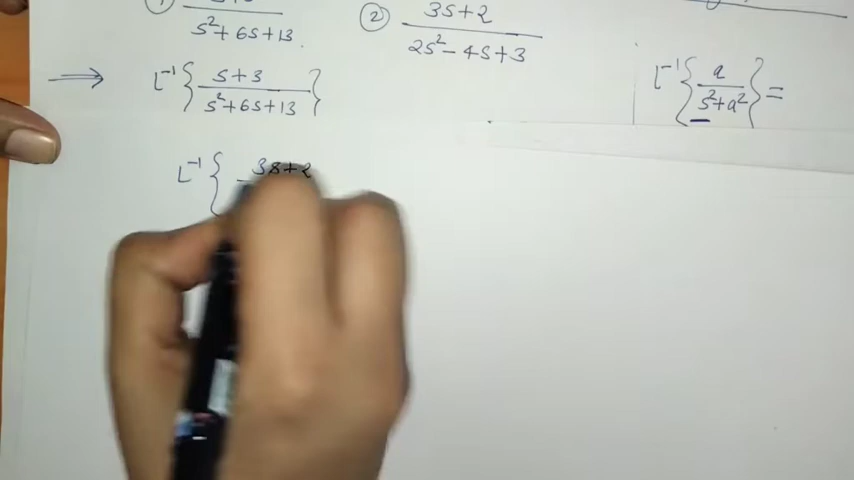 ①
s²+6s+13
② 3s+2
2s²-4s+3
⟹ L⁻¹{ s+3
s²+6s+13 }
L⁻¹{ a
s²+a² } =
L⁻¹{ 3s+2